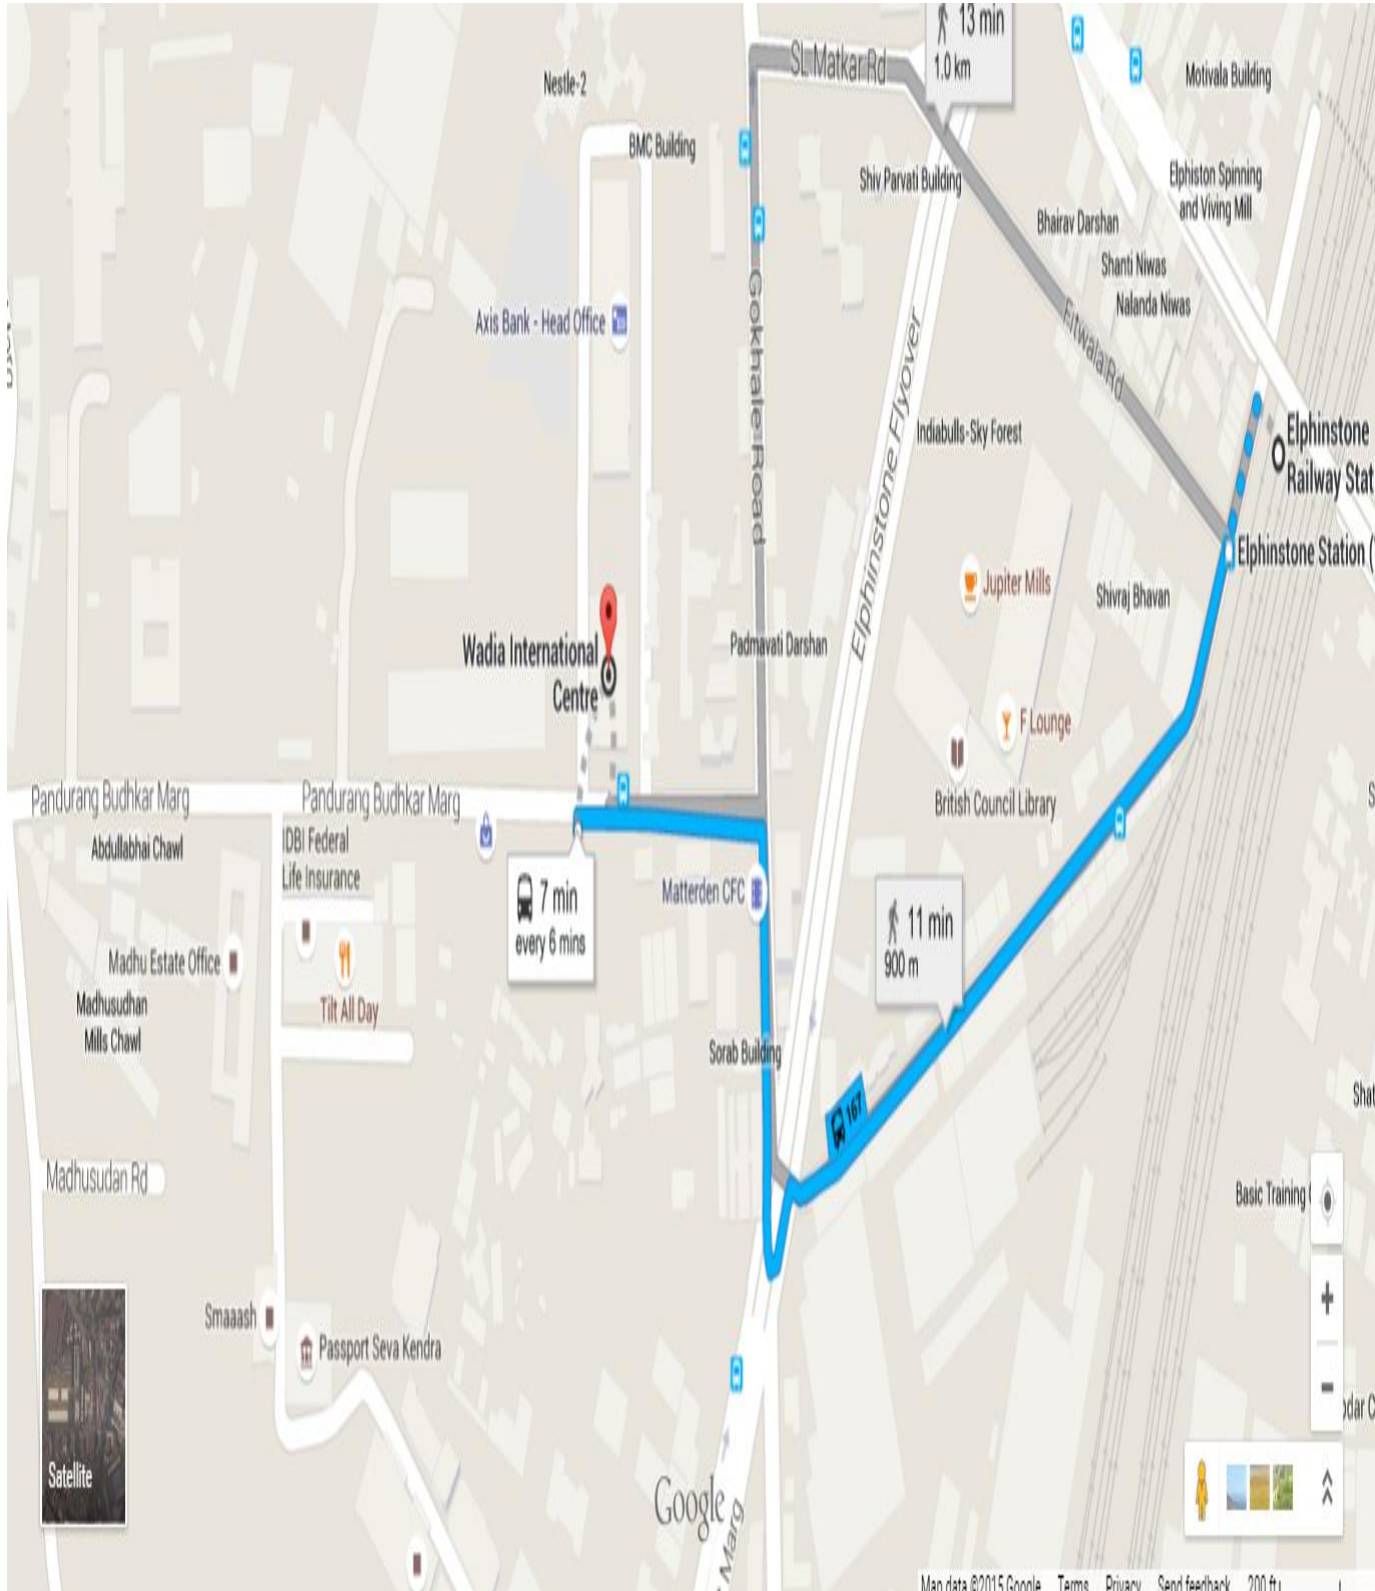 13 min
1.0 km
SL Matkar Rd
Motivala Building
Nestle-2
BMC Building
Shiv Parvati Building
Elphiston Spinning
and Viving Mill
Bhairav Darshan
Shanti Niwas
Nalanda Niwas
Axis Bank - Head Office
Gokhale Road
Fitwala Rd
Elphinstone Flyover
Indiabulls-Sky Forest
Elphinstone
Railway Stat
Elphinstone Station (
Jupiter Mills
Shivraj Bhavan
Wadia International
Centre
Padmavati Darshan
F Lounge
British Council Library
Pandurang Budhkar Marg
Pandurang Budhkar Marg
Abdullabhai Chawl
IDBI Federal
Life Insurance
Matterden CFC
7 min
every 6 mins
11 min
900 m
Madhu Estate Office
Madhusudhan
Mills Chawl
Tilt All Day
Sorab Building
167
Shat
Madhusudan Rd
Basic Training
Smaaash
Passport Seva Kendra
Satellite
Google
Marg
Map data ©2015 Google Terms Privacy Send feedback 200 ft